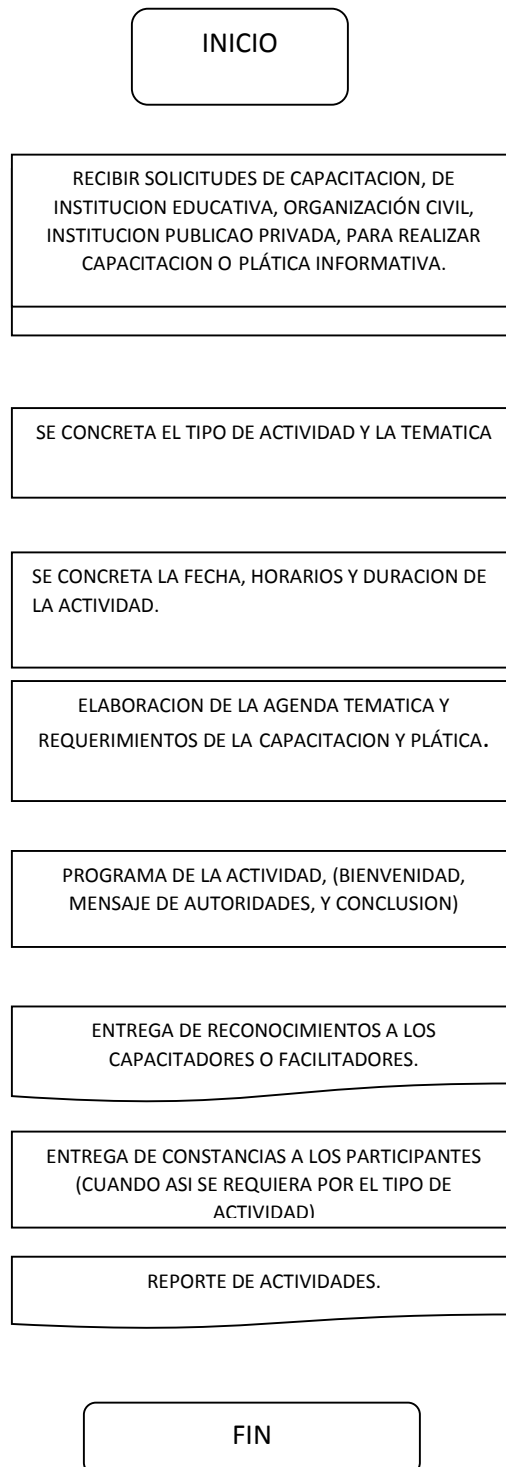 INICIO
RECIBIR SOLICITUDES DE CAPACITACION, DE
INSTITUCION EDUCATIVA, ORGANIZACIÓN CIVIL,
INSTITUCION PUBLICAO PRIVADA, PARA REALIZAR
CAPACITACION O PLÁTICA INFORMATIVA.
SE CONCRETA EL TIPO DE ACTIVIDAD Y LA TEMATICA
SE CONCRETA LA FECHA, HORARIOS Y DURACION DE
LA ACTIVIDAD.
ELABORACION DE LA AGENDA TEMATICA Y
REQUERIMIENTOS DE LA CAPACITACION Y PLÁTICA.
PROGRAMA DE LA ACTIVIDAD, (BIENVENIDAD,
MENSAJE DE AUTORIDADES, Y CONCLUSION)
ENTREGA DE RECONOCIMIENTOS A LOS
CAPACITADORES O FACILITADORES.
ENTREGA DE CONSTANCIAS A LOS PARTICIPANTES
(CUANDO ASI SE REQUIERA POR EL TIPO DE
ACTIVIDAD)
REPORTE DE ACTIVIDADES.
FIN